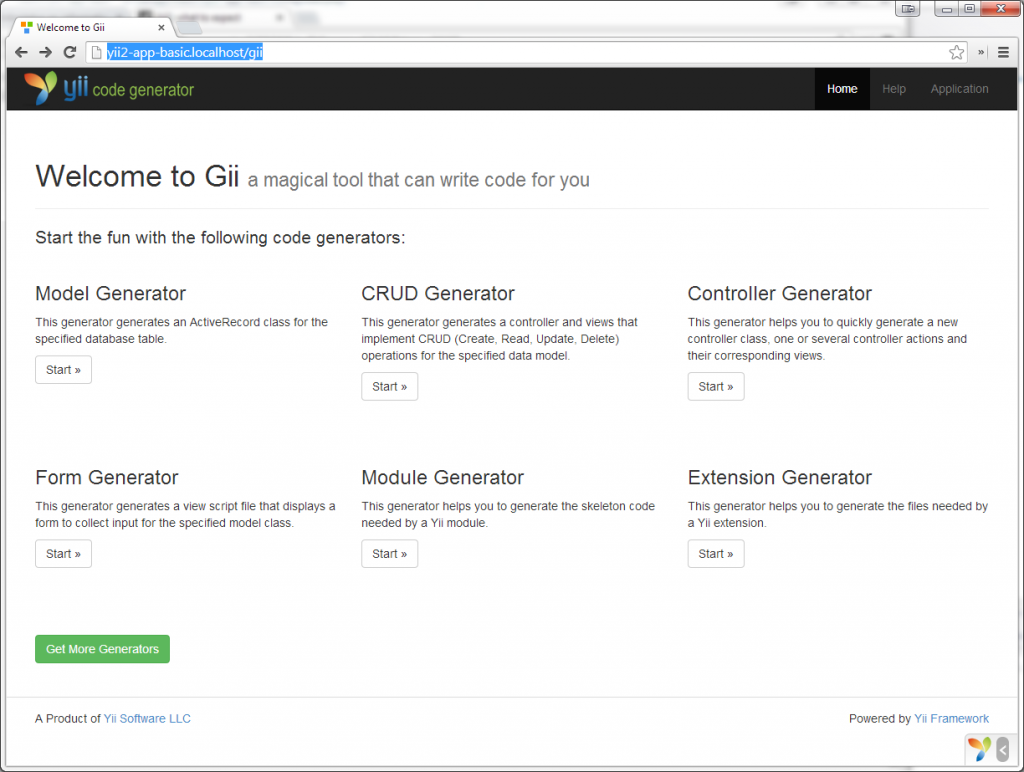 Welcome to Gii
yii2-app-basic.localhost/gii
yii code generator
Home Help Application
Welcome to Gii a magical tool that can write code for you
Start the fun with the following code generators:
Model Generator
This generator generates an ActiveRecord class for the
specified database table.
Start »
CRUD Generator
This generator generates a controller and views that
implement CRUD (Create, Read, Update, Delete)
operations for the specified data model.
Start »
Controller Generator
This generator helps you to quickly generate a new
controller class, one or several controller actions and
their corresponding views.
Start »
Form Generator
This generator generates a view script file that displays a
form to collect input for the specified model class.
Start »
Module Generator
This generator helps you to generate the skeleton code
needed by a Yii module.
Start »
Extension Generator
This generator helps you to generate the files needed by
a Yii extension.
Start »
Get More Generators
A Product of Yii Software LLC
Powered by Yii Framework